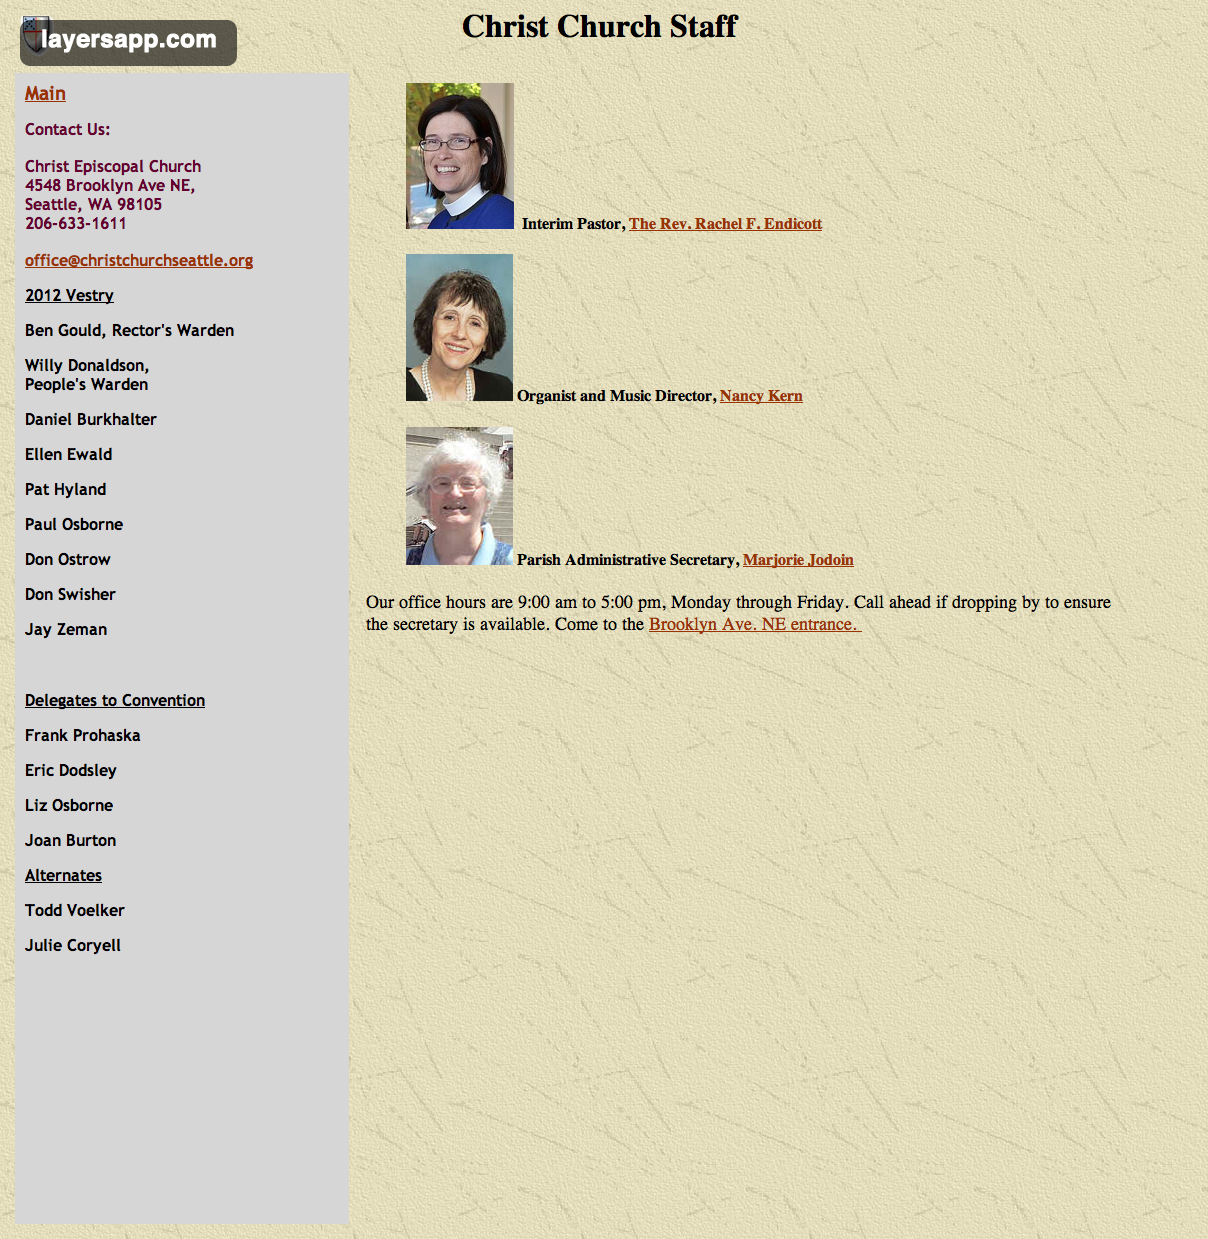 Christ Church Staff
layersapp.com
Main
Contact Us:
Christ Episcopal Church
4548 Brooklyn Ave NE,
Seattle, WA 98105
206-633-1611
office@christchurchseattle.org
2012 Vestry
Ben Gould, Rector's Warden
Willy Donaldson,
People's Warden
Daniel Burkhalter
Ellen Ewald
Pat Hyland
Paul Osborne
Don Ostrow
Don Swisher
Jay Zeman
Delegates to Convention
Frank Prohaska
Eric Dodsley
Liz Osborne
Joan Burton
Alternates
Todd Voelker
Julie Coryell
Interim Pastor, The Rev. Rachel F. Endicott
Organist and Music Director, Nancy Kern
Parish Administrative Secretary, Marjorie Jodoin
Our office hours are 9:00 am to 5:00 pm, Monday through Friday. Call ahead if dropping by to ensure
the secretary is available. Come to the Brooklyn Ave. NE entrance.